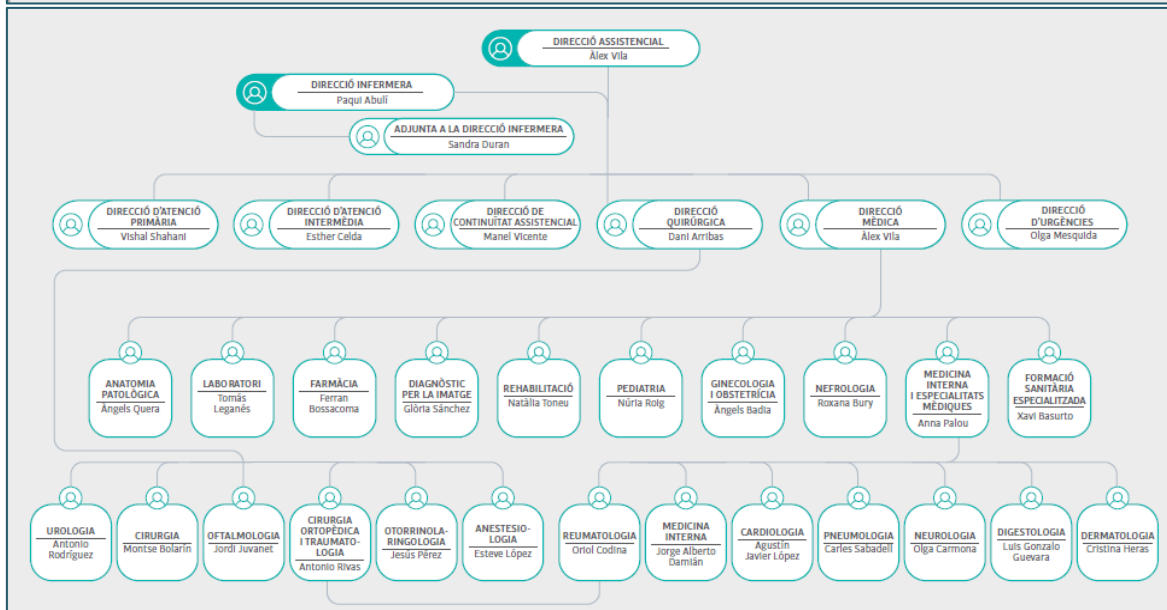 DIRECCIÓ ASSISTENCIAL
Àlex Vila
DIRECCIÓ INFERMERA
Paqui Abulí
ADJUNTA A LA DIRECCIÓ INFERMERA
Sandra Duran
DIRECCIÓ D'ATENCIÓ
PRIMÀRIA
Vishal Shahani
DIRECCIÓ D'ATENCIÓ
INTERMÈDIA
Esther Celda
DIRECCIÓ DE
CONTINUÏTAT ASSISTENCIAL
Manel Vicente
DIRECCIÓ
QUIRÚRGICA
Dani Arribas
DIRECCIÓ
MÈDICA
Àlex Vila
DIRECCIÓ
D'URGÈNCIES
Olga Mesquida
ANATOMIA
PATOLÒGICA
Àngels Quera
LABORATORI
Tomás
Leganés
FARMÀCIA
Ferran
Bossacoma
DIAGNÒSTIC
PER LA IMATGE
Glòria Sánchez
REHABILITACIÓ
Natàlia Toneu
PEDIATRIA
Núria Roig
GINECOLOGIA
I OBSTETRÍCIA
Àngels Badia
NEFROLOGIA
Roxana Bury
MEDICINA
INTERNA
I ESPECIALITATS
MÈDIQUES
Anna Palou
FORMACIÓ
SANITÀRIA
ESPECIALITZADA
Xavi Basurto
UROLOGIA
Antonio
Rodríguez
CIRURGIA
Montse Bolarín
OFTALMOLOGIA
Jordi Juvanet
CIRURGIA
ORTOPÈDICA
I TRAUMATO-
LOGIA
Antonio Rivas
OTORRINOLA-
RINGOLOGIA
Jesús Pérez
ANESTESIO-
LOGIA
Esteve López
REUMATOLOGIA
Oriol Codina
MEDICINA
INTERNA
Jorge Alberto
Damián
CARDIOLOGIA
Agustín
Javier López
PNEUMOLOGIA
Carles Sabadell
NEUROLOGIA
Olga Carmona
DIGESTOLOGIA
Luis Gonzalo
Guevara
DERMATOLOGIA
Cristina Heras